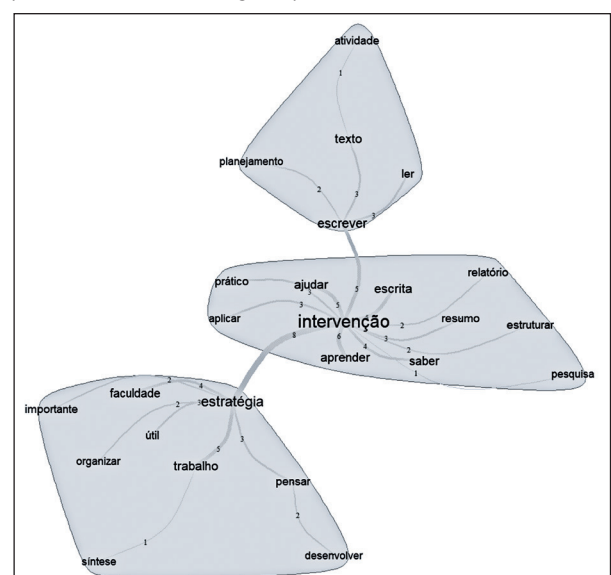 atividade
1
texto
planejamento
ler
2
3
3
escrever
relatório
prático
ajudar
escrita
5
3
5
3
aplicar
intervenção
2
resumo
estruturar
8
6
3
4
2
aprender
saber
1
pesquisa
2
4
faculdade
estratégia
importante
2
3
útil
3
5
organizar
trabalho
pensar
2
1
síntese
desenvolver